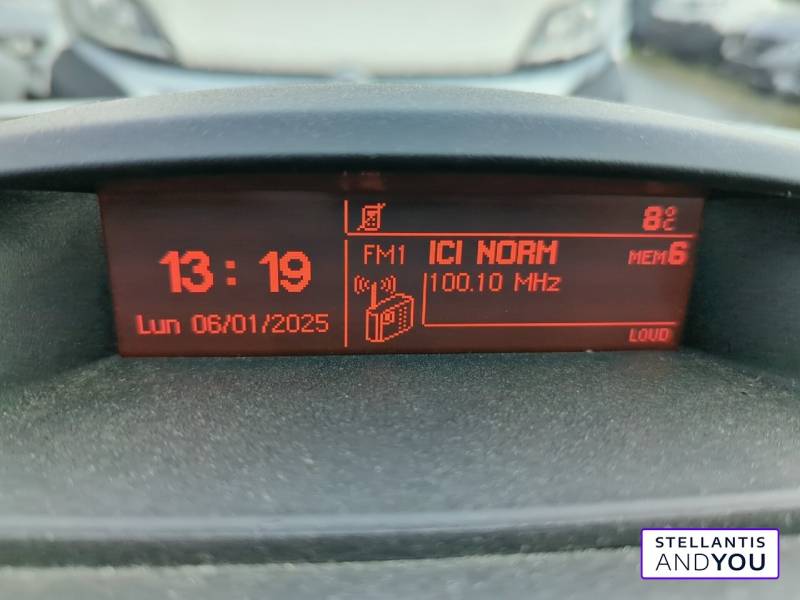 8°C
13:19
FM1 ICI NORM MEM6
100.10 MHz
Lun 06/01/2025
LOUD
STELLANTIS
ANDYOU